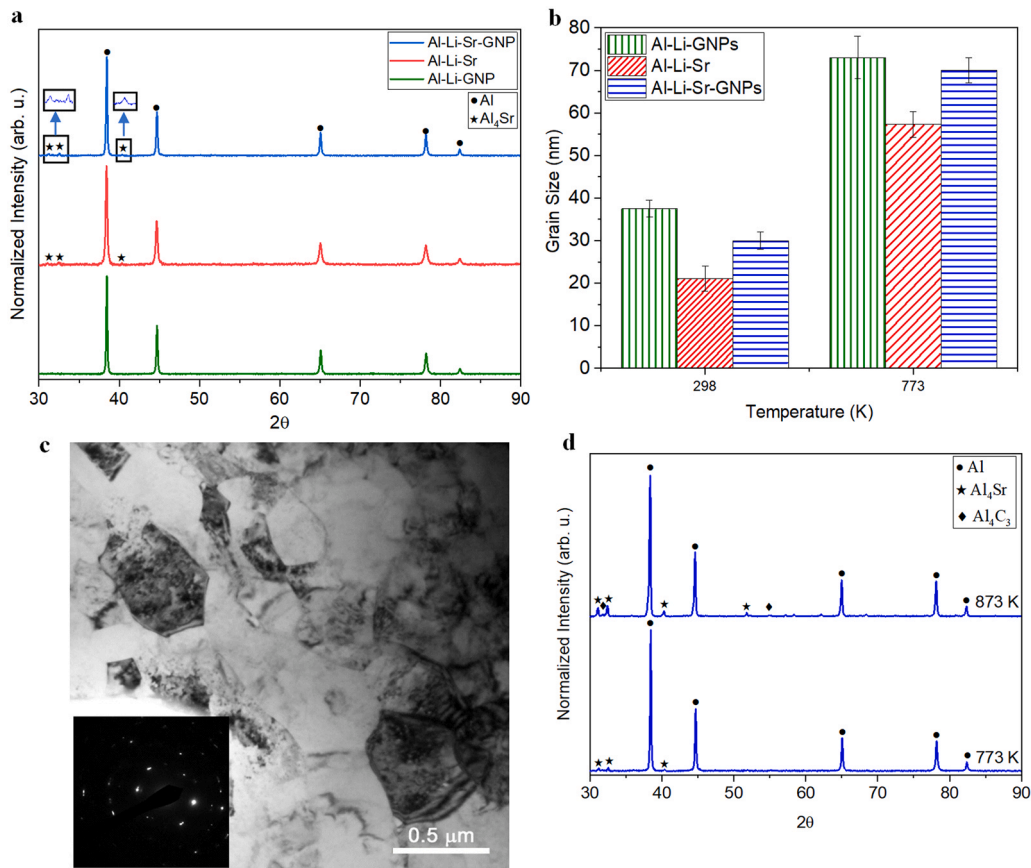 a
Al-Li-Sr-GNP
Al-Li-Sr
Al-Li-GNP
● Al
★ Al₄Sr
Normalized Intensity (arb. u.)
30 40 50 60 70 80 90
2θ
b
Al-Li-GNPs
Al-Li-Sr
Al-Li-Sr-GNPs
80
70
60
50
40
30
20
10
0
Grain Size (nm)
298 773
Temperature (K)
c
0.5 μm
d
● Al
★ Al₄Sr
♦ Al₄C₃
873 K
773 K
Normalized Intensity (arb. u.)
30 40 50 60 70 80 90
2θ